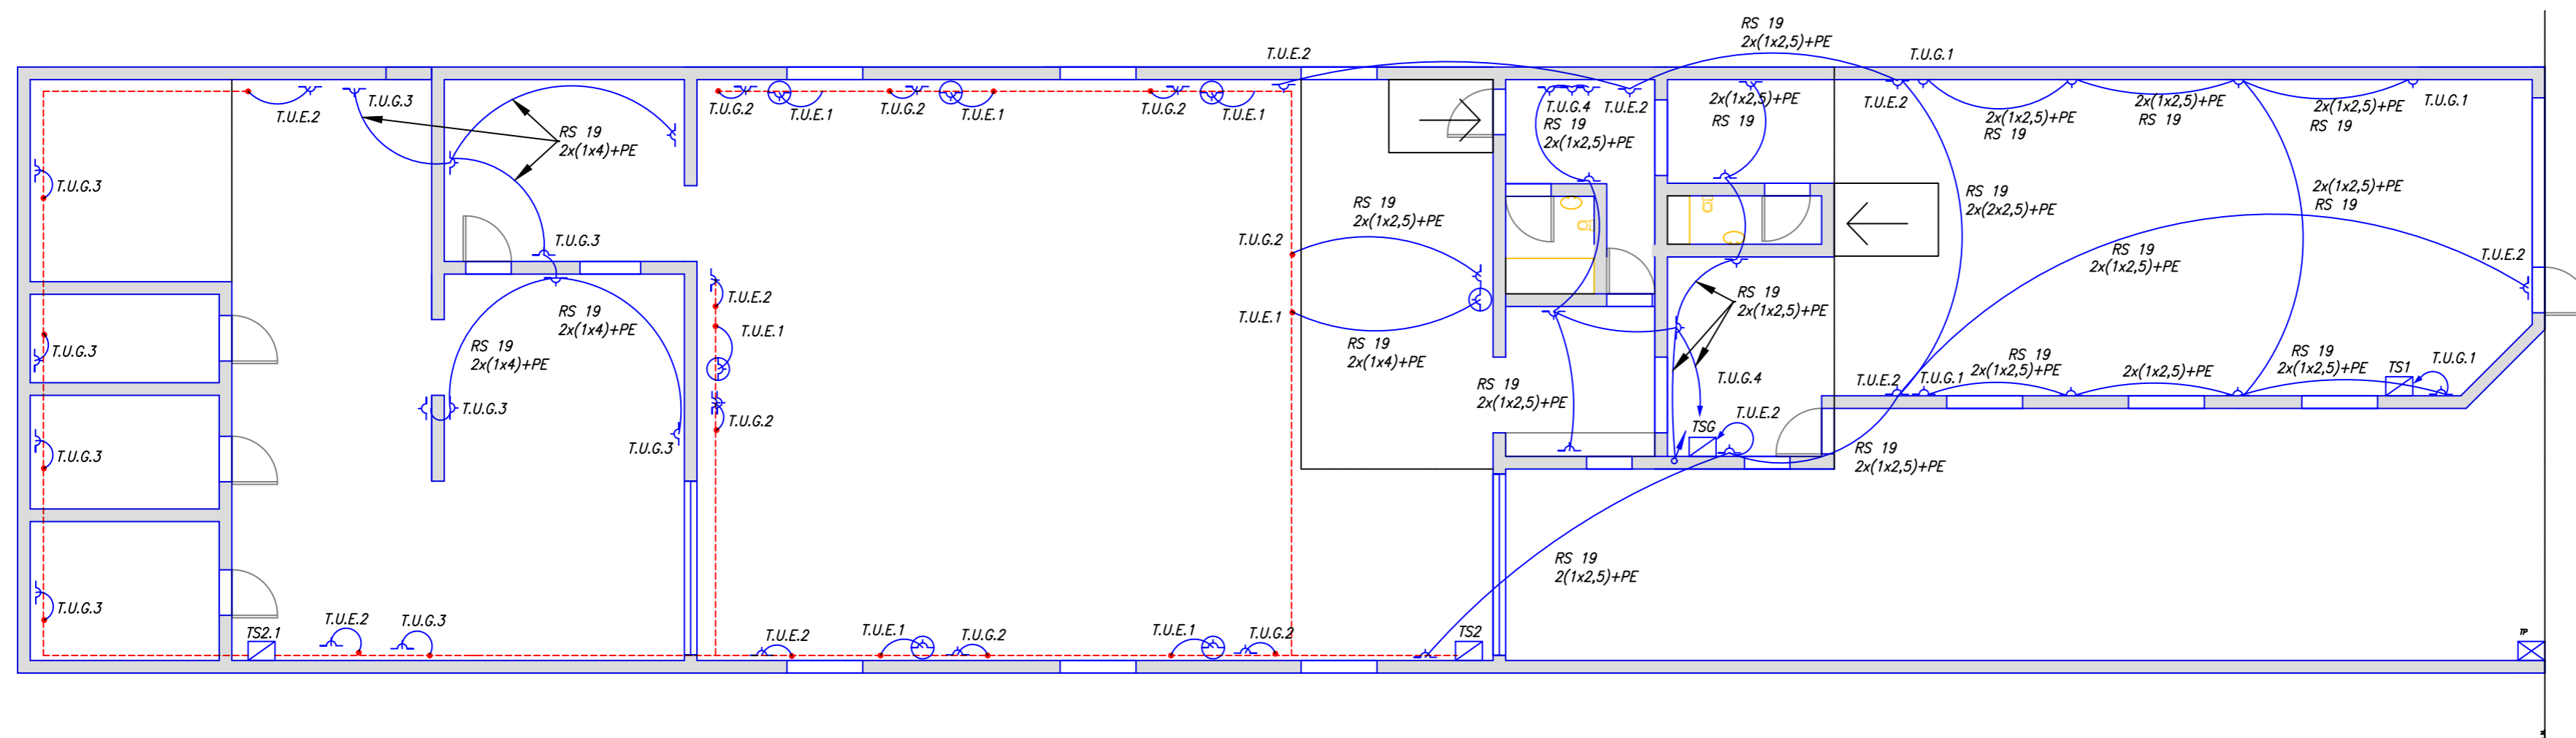 RS 19
2x(1x2,5)+PE
T.U.E.2
T.U.G.1
T.U.E.2
T.U.G.3
RS 19
2x(1x4)+PE
T.U.G.2
T.U.E.1
T.U.G.2
T.U.E.1
T.U.G.2
T.U.E.1
T.U.G.4
RS 19
2x(1x2,5)+PE
T.U.E.2
2x(1x2,5)+PE
RS 19
T.U.E.2
2x(1x2,5)+PE
RS 19
2x(1x2,5)+PE
RS 19
2x(1x2,5)+PE
RS 19
T.U.G.1
T.U.G.3
RS 19
2x(1x2,5)+PE
RS 19
2x(2x2,5)+PE
2x(1x2,5)+PE
RS 19
T.U.G.3
T.U.G.2
RS 19
2x(1x2,5)+PE
T.U.E.2
T.U.E.2
T.U.E.1
T.U.E.1
RS 19
2x(1x4)+PE
RS 19
2x(1x2,5)+PE
RS 19
2x(1x4)+PE
RS 19
2x(1x4)+PE
T.U.G.3
RS 19
2x(1x2,5)+PE
T.U.G.4
T.U.E.2
T.U.G.1
RS 19
2x(1x2,5)+PE
2x(1x2,5)+PE
RS 19
2x(1x2,5)+PE
TS1
T.U.G.1
T.U.G.3
T.U.G.2
T.U.G.3
T.U.G.3
TSG
T.U.E.2
RS 19
2x(1x2,5)+PE
RS 19
2(1x2,5)+PE
T.U.G.3
TS2.1
T.U.E.2
T.U.G.3
T.U.E.2
T.U.E.1
T.U.G.2
T.U.E.1
T.U.G.2
TS2
TP